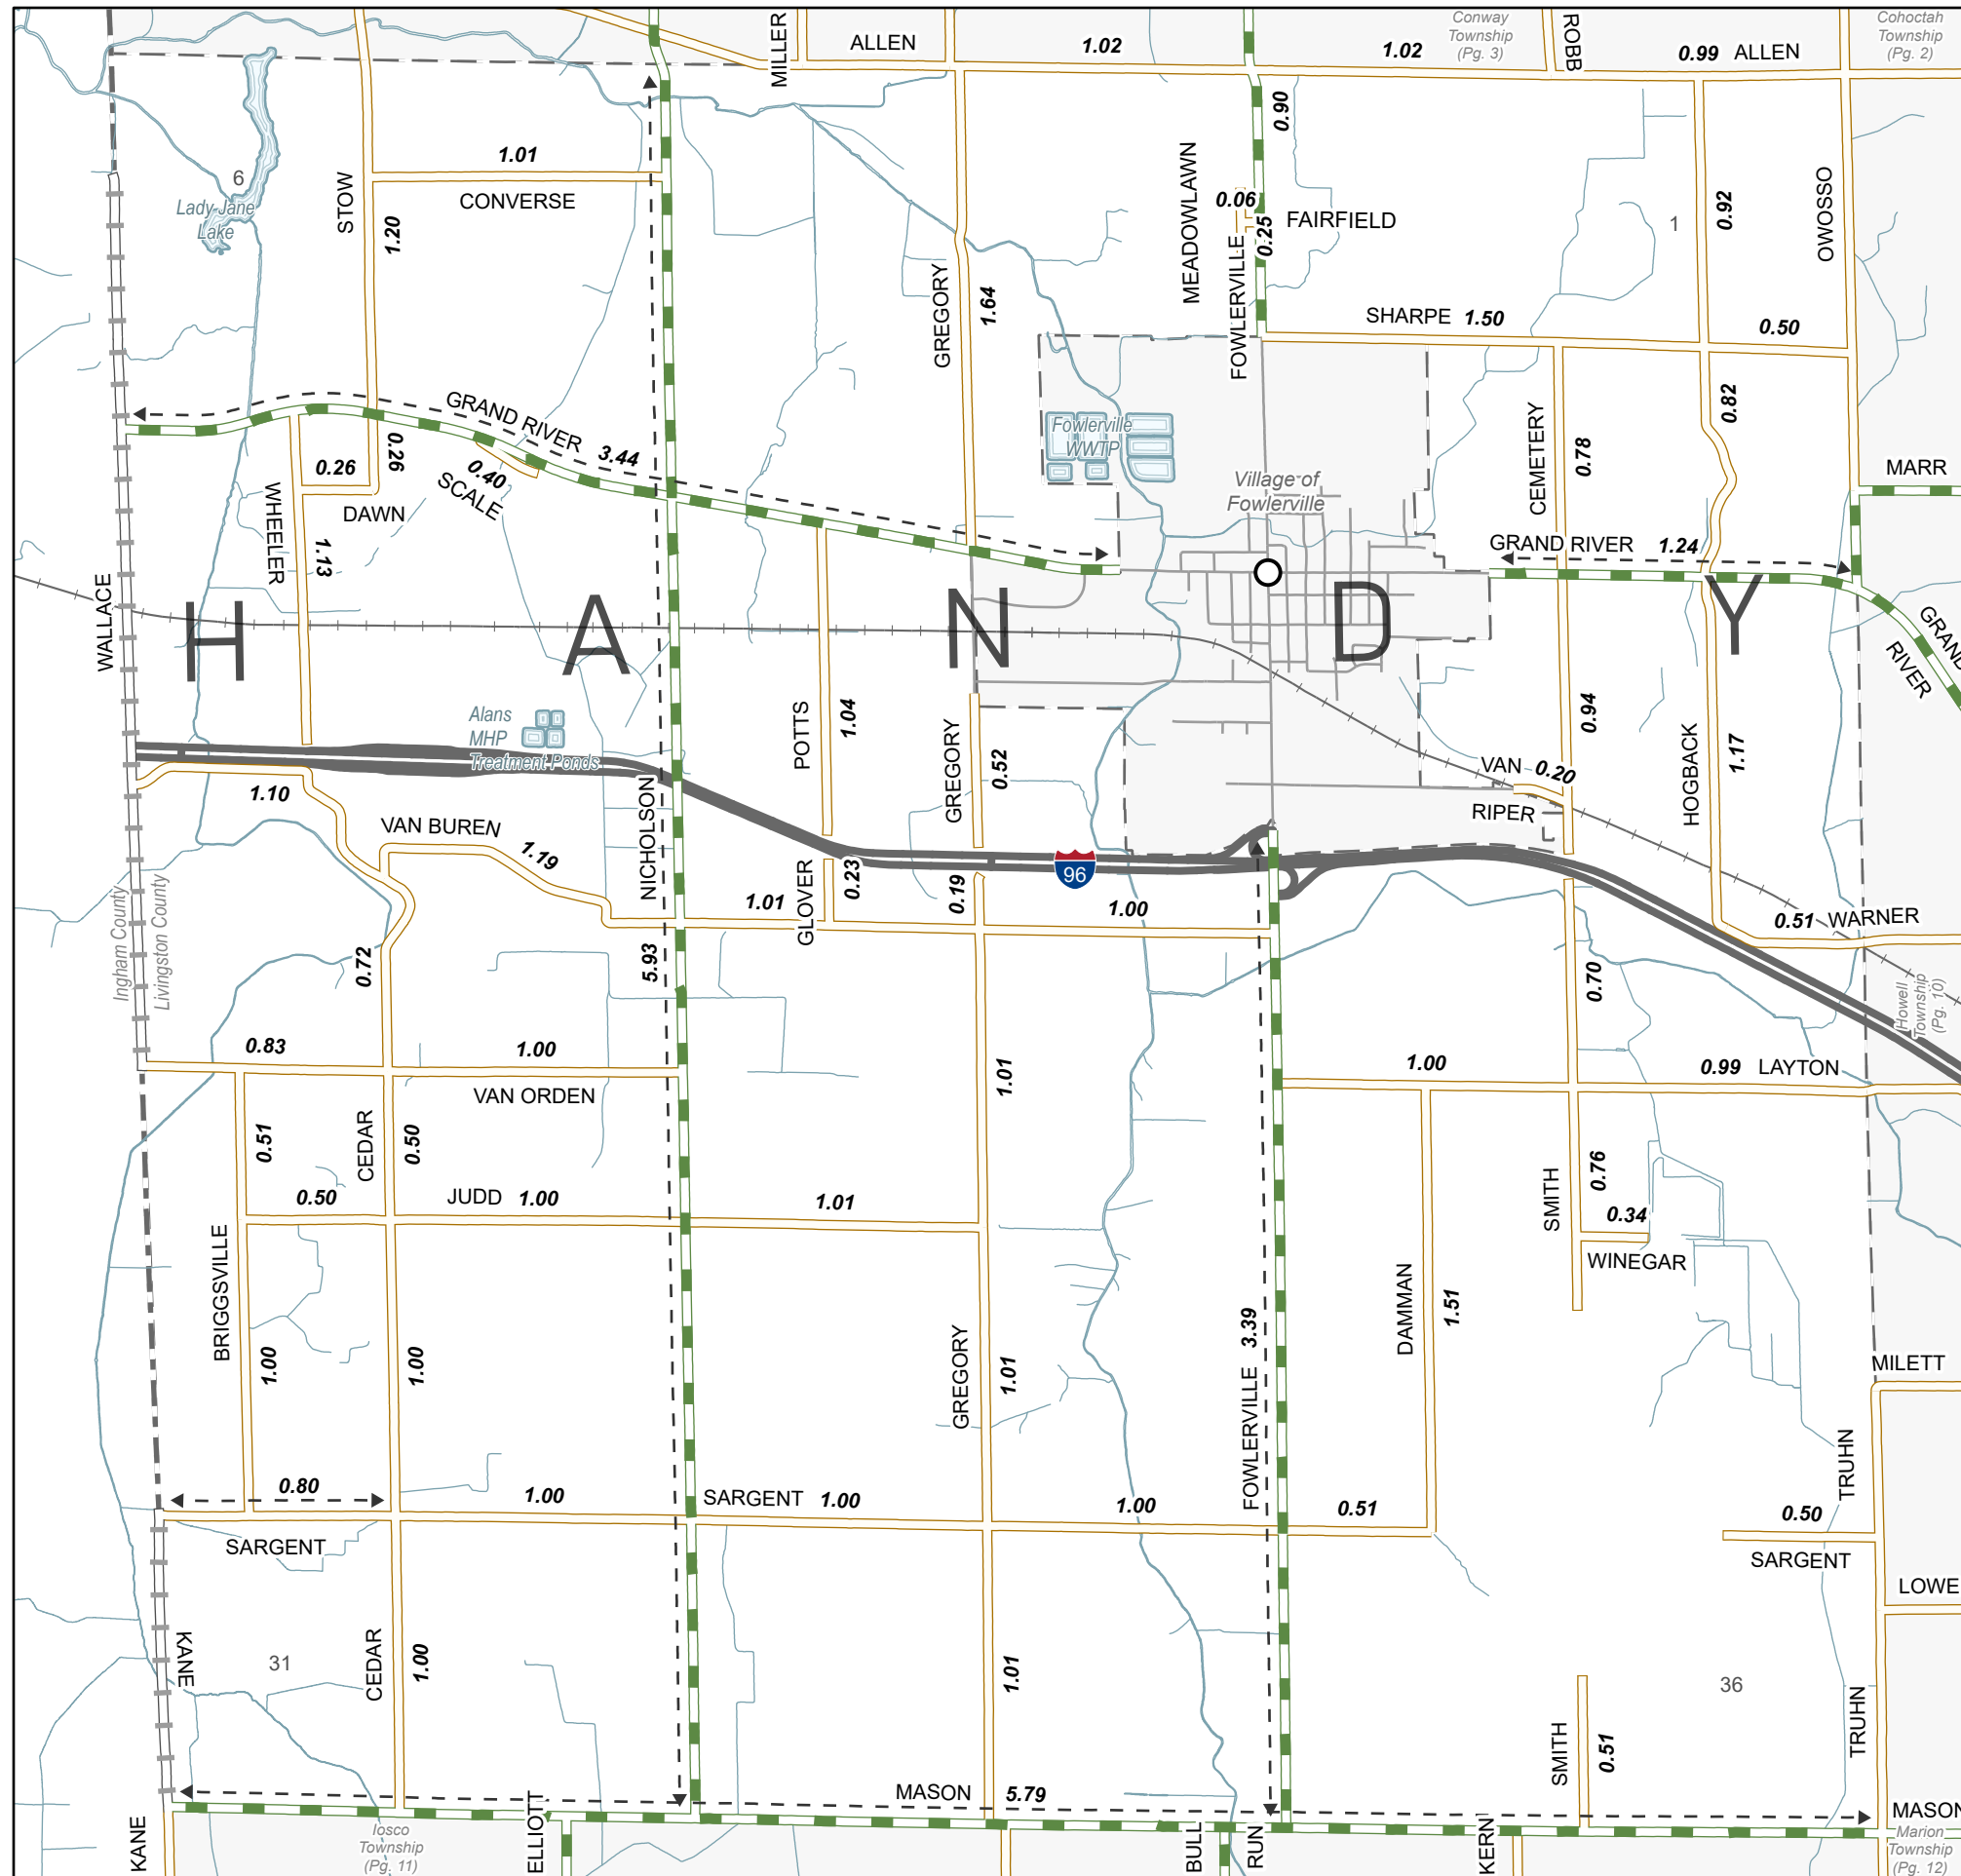 MILLER
ALLEN
1.02
Conway
Township
(Pg. 3)
1.02
ROBB
0.99 ALLEN
Cohoctah
Township
(Pg. 2)
0.90
1.01
CONVERSE
STOW
1.20
6
Lady Jane
Lake
MEADOWLAWN
0.06
0.25
FAIRFIELD
FOWLERVILLE
1
0.92
OWOSSO
GREGORY
1.64
SHARPE 1.50
0.50
GRAND RIVER
3.44
0.26
0.26
0.40
SCALE
DAWN
WHEELER
1.13
Fowlerville
WWTP
Village of
Fowlerville
CEMETERY
0.78
0.82
MARR
GRAND RIVER 1.24
WALLACE
H A N D Y
GRAND
RIVER
Alans
MHP
Treatment Ponds
POTTS
1.04
GREGORY
0.52
0.94
HOGBACK
1.17
VAN 0.20
RIPER
1.10
VAN BUREN
1.19
NICHOLSON
5.93
1.01
GLOVER
0.23
0.19
96
1.00
0.51 WARNER
Ingham County
Livingston County
0.72
0.70
Howell
Township
(Pg. 10)
0.83
1.00
VAN ORDEN
1.01
1.00
0.99 LAYTON
0.51
CEDAR
0.50
0.50
JUDD 1.00
1.01
SMITH
0.76
0.34
WINEGAR
BRIGGSVILLE
1.00
1.00
GREGORY
1.01
FOWLERVILLE 3.39
DAMMAN
1.51
MILETT
0.80
1.00
SARGENT 1.00
1.00
0.51
TRUHN
0.50
SARGENT
SARGENT
LOWE
KANE
31
CEDAR
1.00
1.01
36
SMITH
0.51
TRUHN
MASON 5.79
MASON
KANE
Iosco
Township
(Pg. 11)
ELLIOTT
BULL
RUN
KERN
Marion
Township
(Pg. 12)